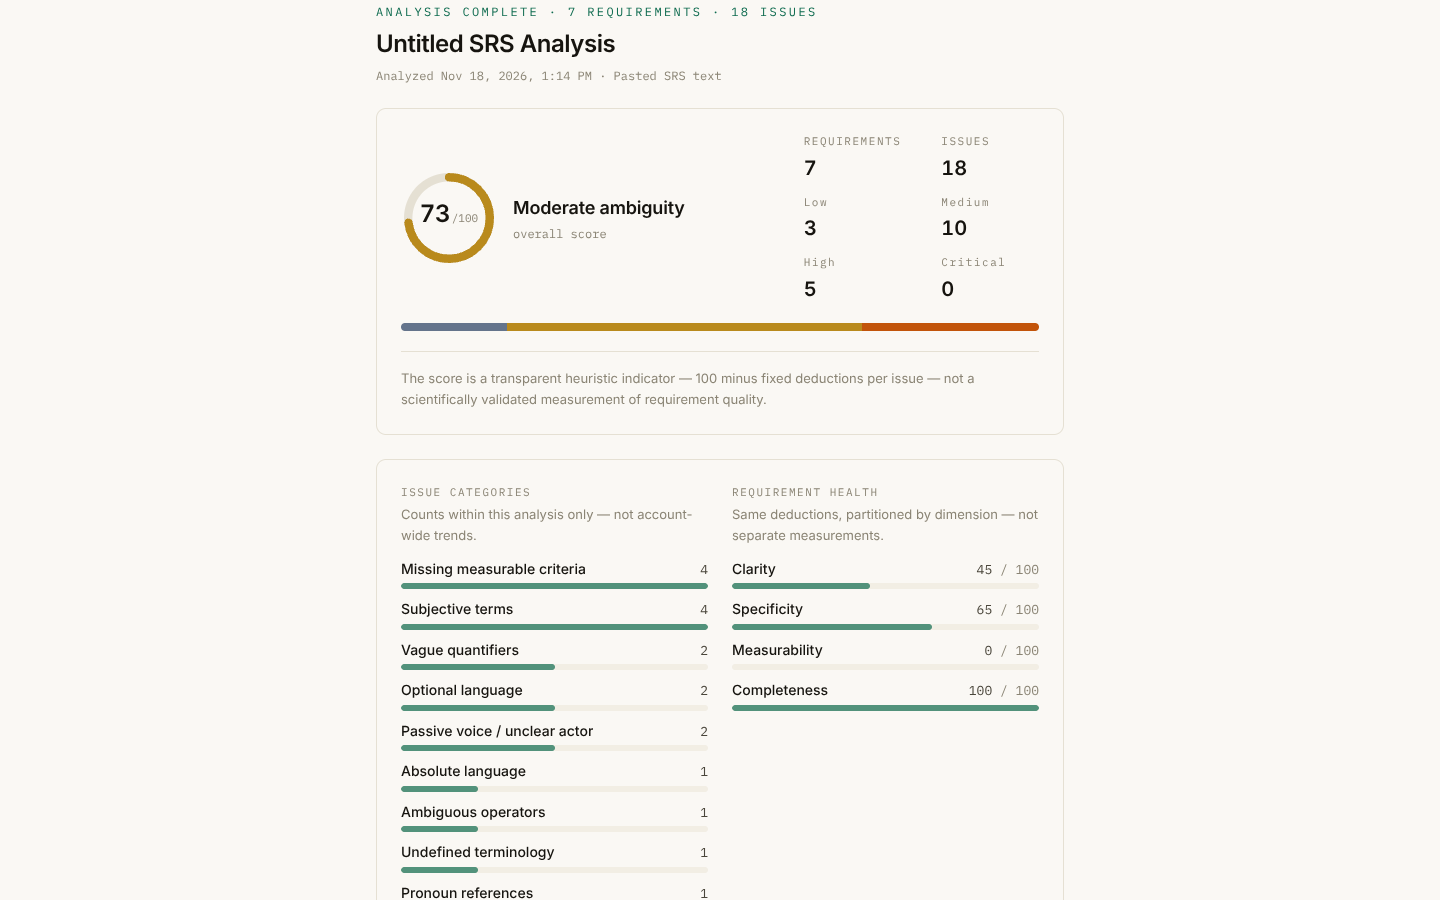 ANALYSIS COMPLETE · 7 REQUIREMENTS · 18 ISSUES
Untitled SRS Analysis
Analyzed Nov 18, 2026, 1:14 PM · Pasted SRS text
73/100
Moderate ambiguity
overall score
REQUIREMENTS
7
ISSUES
18
Low
3
Medium
10
High
5
Critical
0
The score is a transparent heuristic indicator — 100 minus fixed deductions per issue — not a
scientifically validated measurement of requirement quality.
ISSUE CATEGORIES
Counts within this analysis only — not account-
wide trends.
Missing measurable criteria 4
Subjective terms 4
Vague quantifiers 2
Optional language 2
Passive voice / unclear actor 2
Absolute language 1
Ambiguous operators 1
Undefined terminology 1
Pronoun references 1
REQUIREMENT HEALTH
Same deductions, partitioned by dimension — not
separate measurements.
Clarity 45 / 100
Specificity 65 / 100
Measurability 0 / 100
Completeness 100 / 100